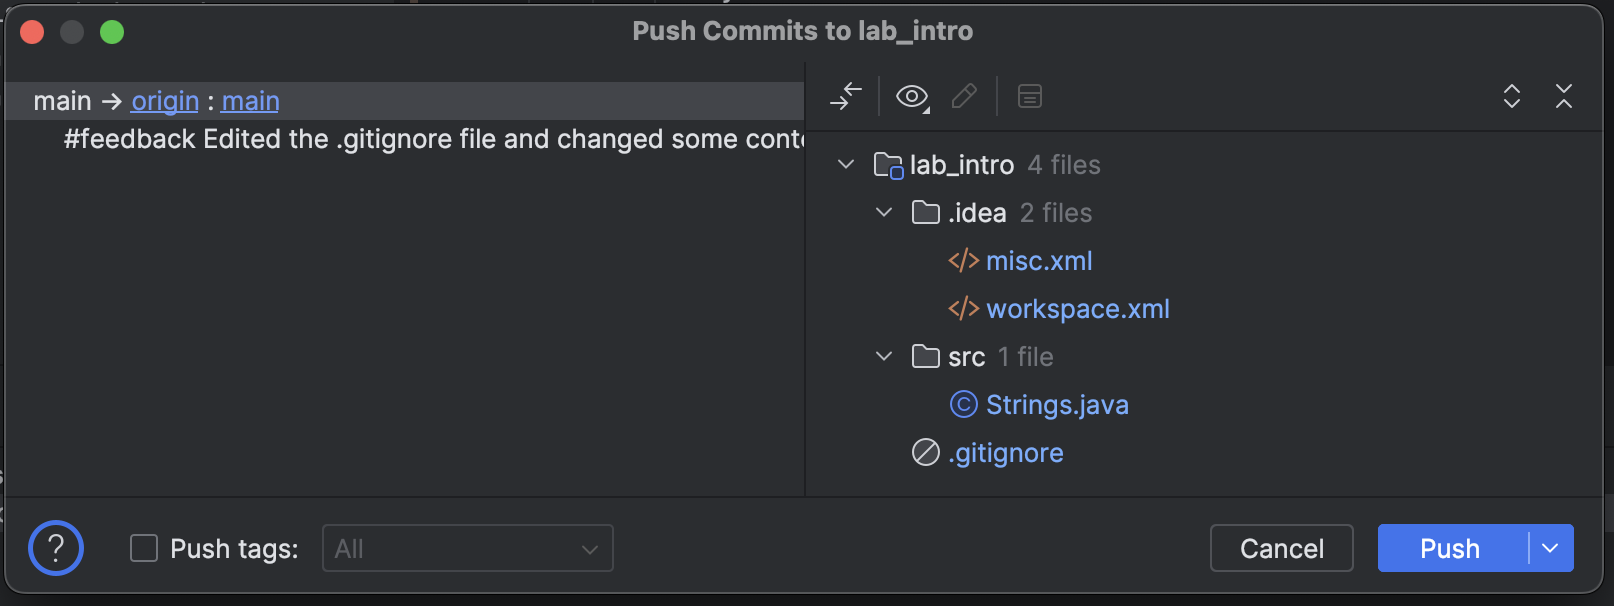 Push Commits to lab_intro
main → origin : main
#feedback Edited the .gitignore file and changed some conte
lab_intro 4 files
.idea 2 files
</> misc.xml
</> workspace.xml
src 1 file
C Strings.java
.gitignore
? Push tags: All Cancel Push